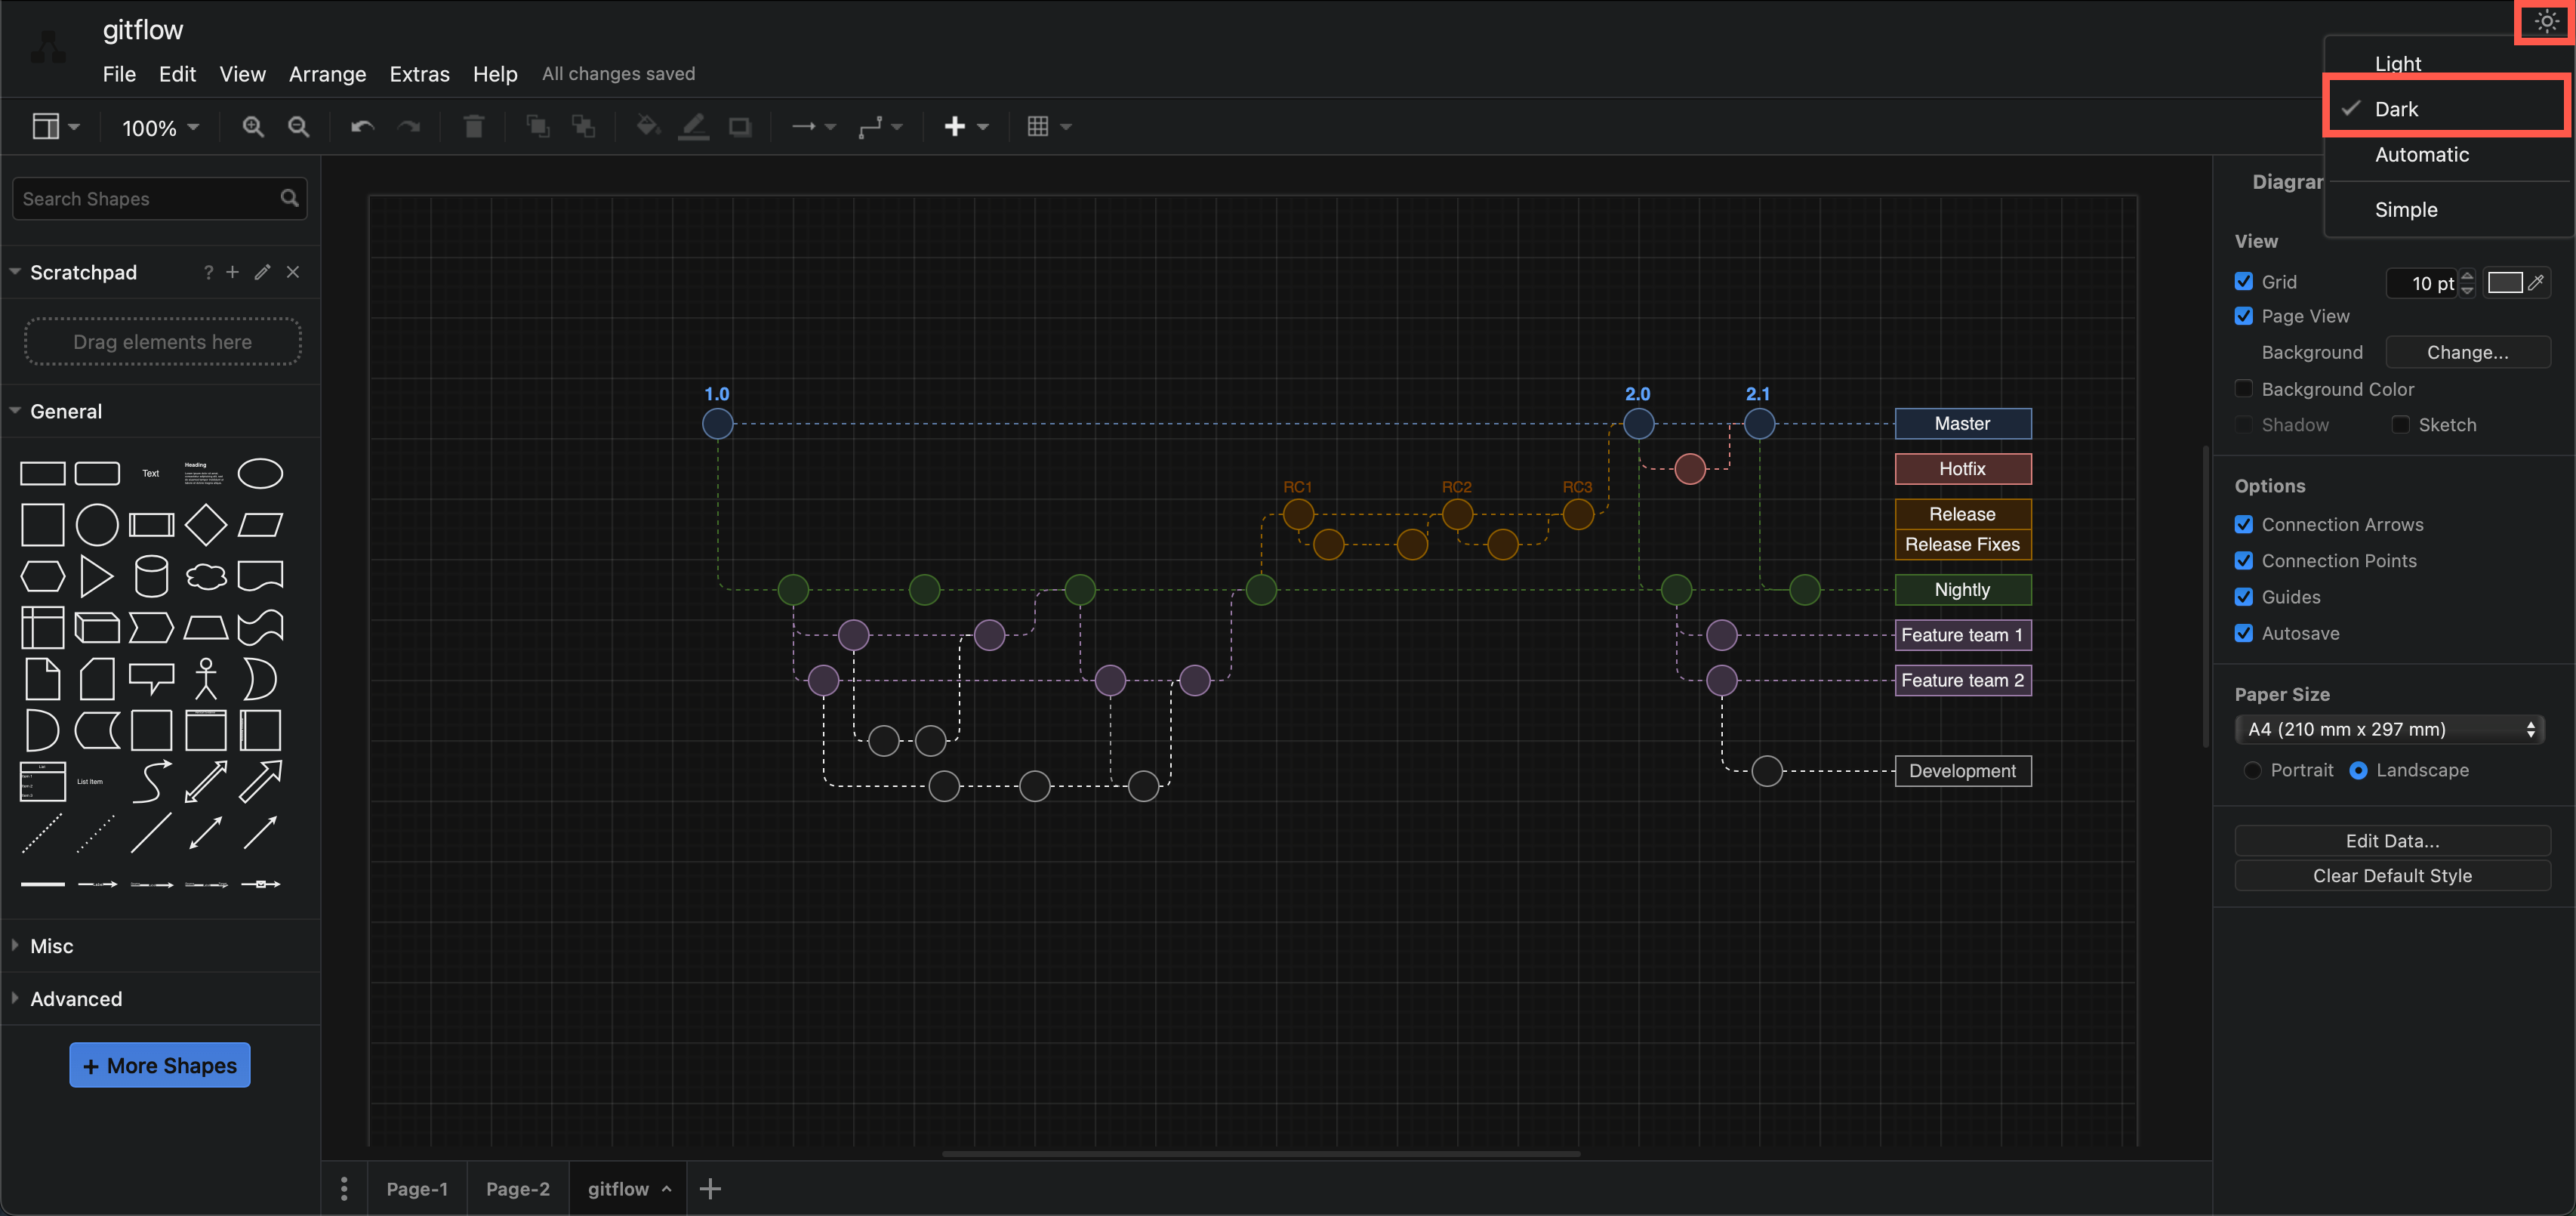 gitflow
File Edit View Arrange Extras Help All changes saved
100%
Light
Dark
Automatic
Simple
Search Shapes
Scratchpad ?
Drag elements here
General
Text
Heading
List Item
Misc
Advanced
+ More Shapes
1.0
2.0
2.1
Master
Hotfix
RC1
RC2
RC3
Release
Release Fixes
Nightly
Feature team 1
Feature team 2
Development
Diagram
View
Grid 10 pt
Page View
Background Change...
Background Color
Shadow Sketch
Options
Connection Arrows
Connection Points
Guides
Autosave
Paper Size
A4 (210 mm x 297 mm)
Portrait Landscape
Edit Data...
Clear Default Style
Page-1 Page-2 gitflow